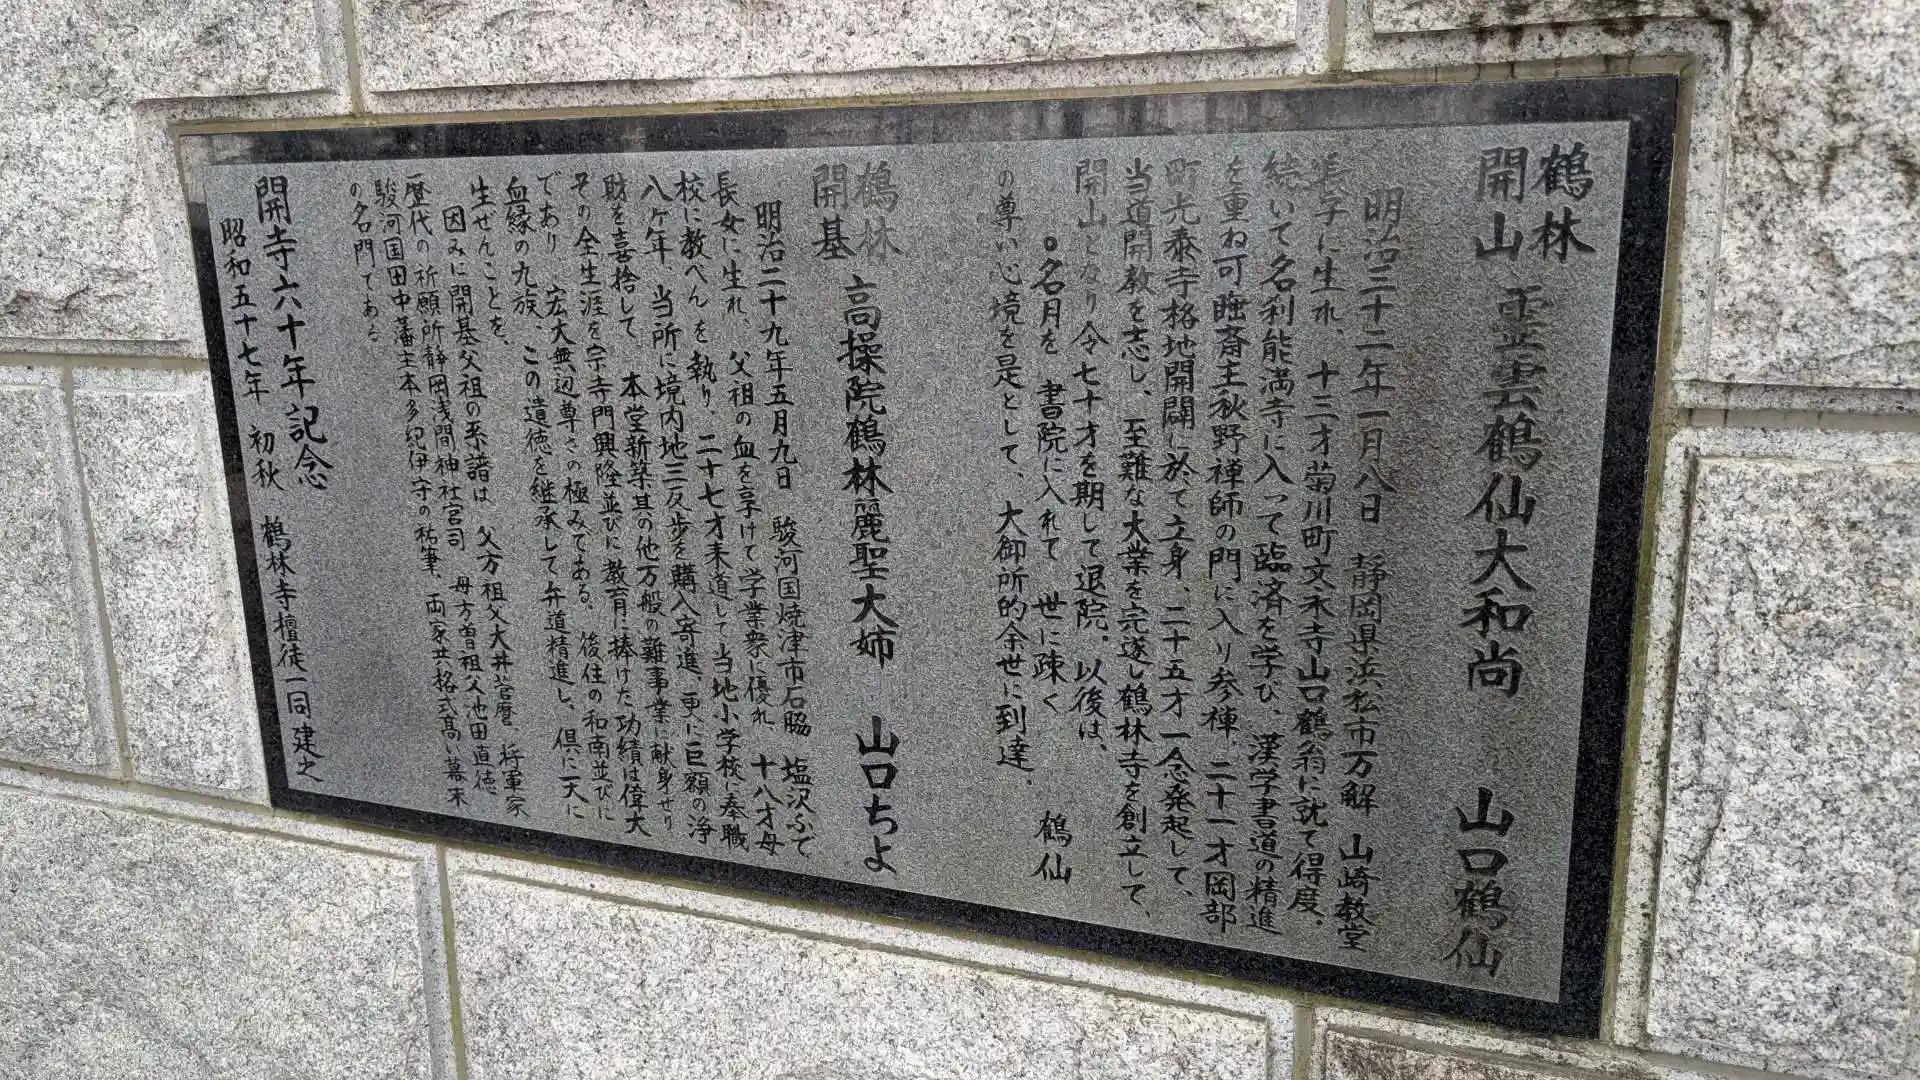 鶴林
開山 霊雲鶴仙大和尚 山口鶴仙
明治三十二年一月八日 静岡県浜松市万解 山崎教堂
長子に生れ、十三才菊川町文永寺山口鶴翁に就て得度、
続いて名刹能満寺に入って臨済を学び、漢学書道の精進
を重ね可睡斎主秋野禅師の門に入り参禅、二十一才岡部
町光泰寺格地開闢に於て立身、二十五才一念発起して、
当道開教を志し、至難な大業を完遂し鶴林寺を創立して、
開山となり令七十才を期して退院。以後は、
○名月を 書院に入れて 世に疎く 鶴仙
の尊い心境を是として、大御所的余世に到達、
鶴林
開基 高操院鶴林麗聖大姉 山口ちよ
明治二十九年五月九日 駿河国焼津市石脇 塩沢ふで
長女に生れ、父祖の血を享けて学業衆に優れ、十八才母
校に教べんを執り、二十七才来道して当地小学校に奉職
八ヶ年、当所に境内地三反歩を購入寄進、更に巨額の浄
財を喜捨して、本堂新築其の他万般の難事業に献身せり
その全生涯を宗寺門興隆並びに教育に捧けた功績は偉大
であり 宏大無辺尊さの極みてある、後住の和南並びに
血縁の九族、この遺徳を継承して弁道精進し、倶に一天に
生ぜんことを、
因みに開基父祖の系譜は 父方祖父大井菅麿、将軍家
歴代の祈願所静岡浅間神社宮司 母方曽祖父池田直徳
駿河国田中藩主本多紀伊守の祐筆、両家共格式高い幕末
の名門である
開寺六十年記念
昭和五十七年 初秋 鶴林寺檀徒一同建之